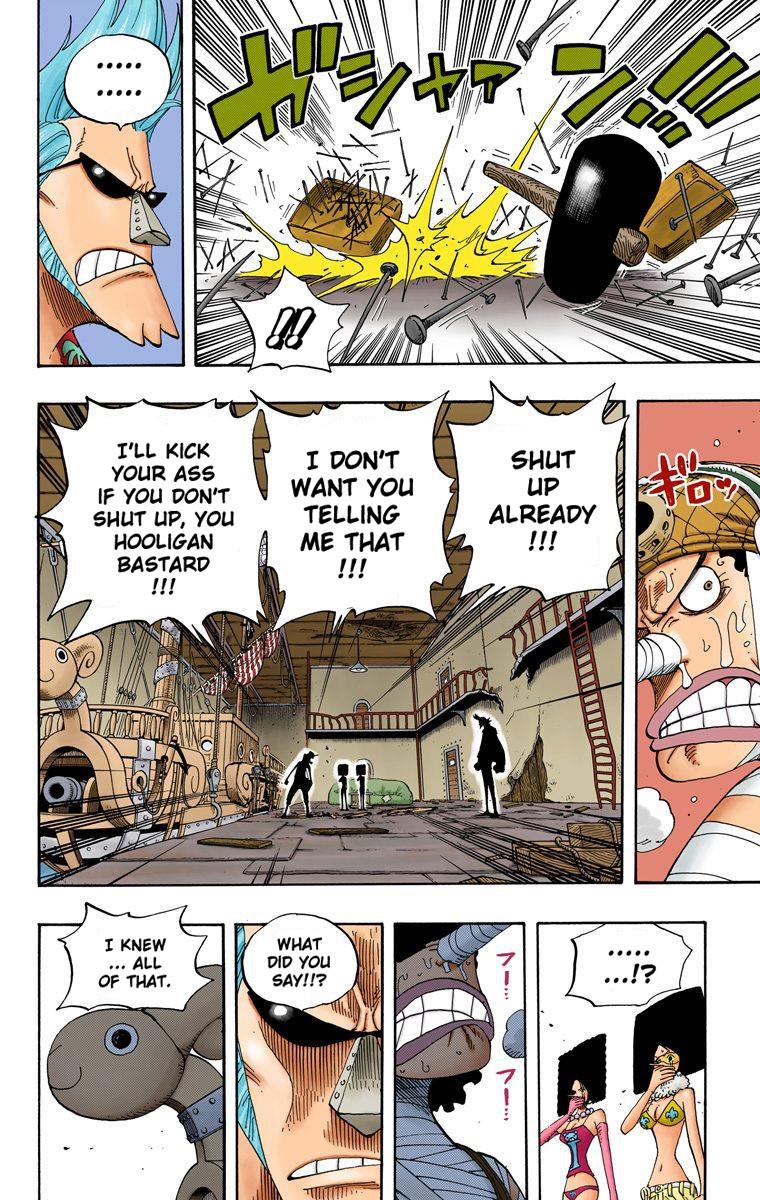 ガシャァン!!!
!!
.....
.....
ギロッ
SHUT
UP
ALREADY
!!!
I DON'T
WANT YOU
TELLING
ME THAT
!!!
I'LL KICK
YOUR ASS
IF YOU DON'T
SHUT UP, YOU
HOOLIGAN
BASTARD
!!!
.....
...!?
フー…
フー…
WHAT
DID YOU
SAY!!?
I KNEW
... ALL
OF THAT.